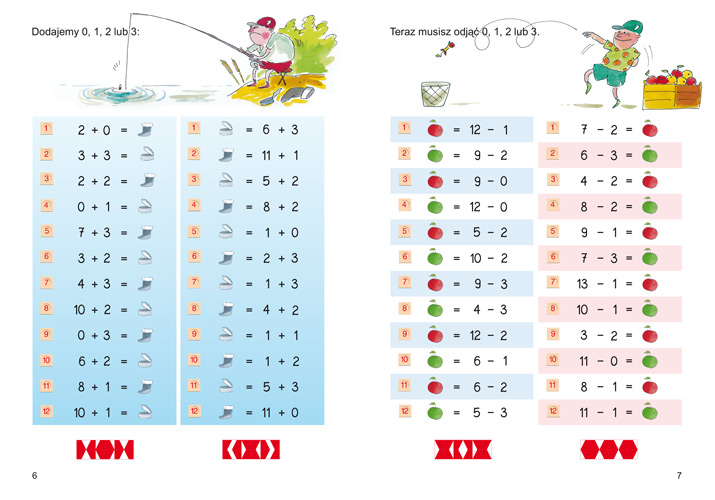 Dodajemy 0, 1, 2 lub 3:
1 2 + 0 =
2 3 + 3 =
3 2 + 2 =
4 0 + 1 =
5 7 + 3 =
6 3 + 2 =
7 4 + 3 =
8 10 + 2 =
9 0 + 3 =
10 6 + 2 =
11 8 + 1 =
12 10 + 1 =
1 = 6 + 3
2 = 11 + 1
3 = 5 + 2
4 = 8 + 2
5 = 1 + 0
6 = 2 + 3
7 = 1 + 3
8 = 4 + 2
9 = 1 + 1
10 = 1 + 2
11 = 5 + 3
12 = 11 + 0
6
Teraz musisz odjąć 0, 1, 2 lub 3.
1 = 12 – 1
2 = 9 – 2
3 = 9 – 0
4 = 12 – 0
5 = 5 – 2
6 = 10 – 2
7 = 9 – 3
8 = 4 – 3
9 = 12 – 2
10 = 6 – 1
11 = 6 – 2
12 = 5 – 3
1 7 – 2 =
2 6 – 3 =
3 4 – 2 =
4 8 – 2 =
5 9 – 1 =
6 7 – 3 =
7 13 – 1 =
8 10 – 1 =
9 3 – 2 =
10 11 – 0 =
11 8 – 1 =
12 11 – 1 =
7